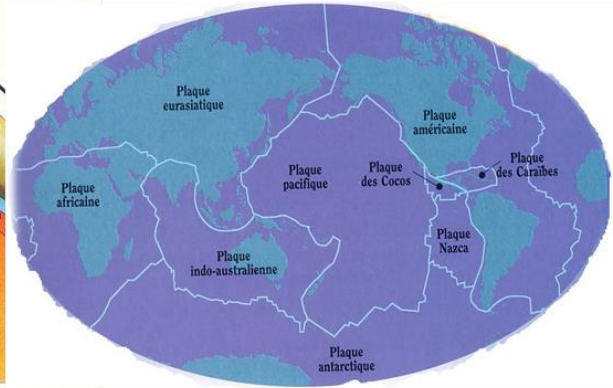 Plaque
eurasiatique
Plaque
américaine
Plaque
africaine
Plaque
pacifique
Plaque
des Cocos
Plaque
des Caraïbes
Plaque
indo-australienne
Plaque
Nazca
Plaque
antarctique